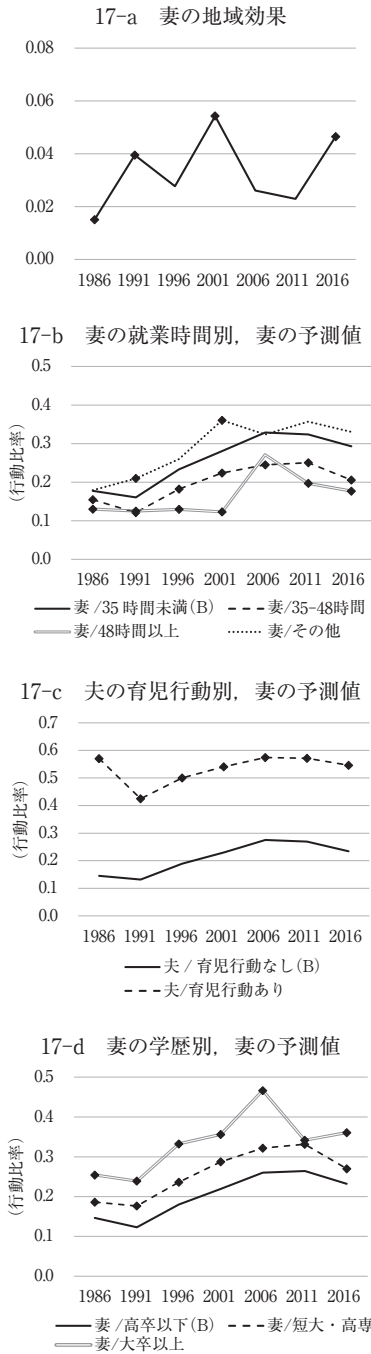 17-a 妻の地域効果
0.08
0.06
0.04
0.02
0.00
1986 1991 1996 2001 2006 2011 2016
17-b 妻の就業時間別，妻の予測値
0.5
0.4
0.3
0.2
0.1
0.0
(行動比率)
1986 1991 1996 2001 2006 2011 2016
妻/35時間未満(B) 妻/35-48時間
妻/48時間以上 妻/その他
17-c 夫の育児行動別，妻の予測値
0.7
0.6
0.5
0.4
0.3
0.2
0.1
0.0
(行動比率)
1986 1991 1996 2001 2006 2011 2016
夫/育児行動なし(B)
夫/育児行動あり
17-d 妻の学歴別，妻の予測値
0.5
0.4
0.3
0.2
0.1
0.0
(行動比率)
1986 1991 1996 2001 2006 2011 2016
妻/高卒以下(B) 妻/短大・高専
妻/大卒以上